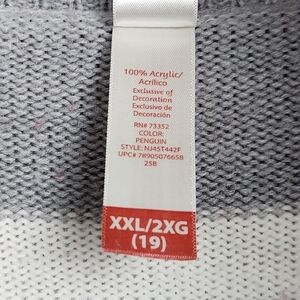 100% Acrylic/
Acrílico
Exclusive of
Decoration
Exclusivo de
Decoración
RN# 73352
COLOR:
PENGUIN
STYLE: NJ45T442F
UPC# 78905076658
25B
XXL/2XG
(19)